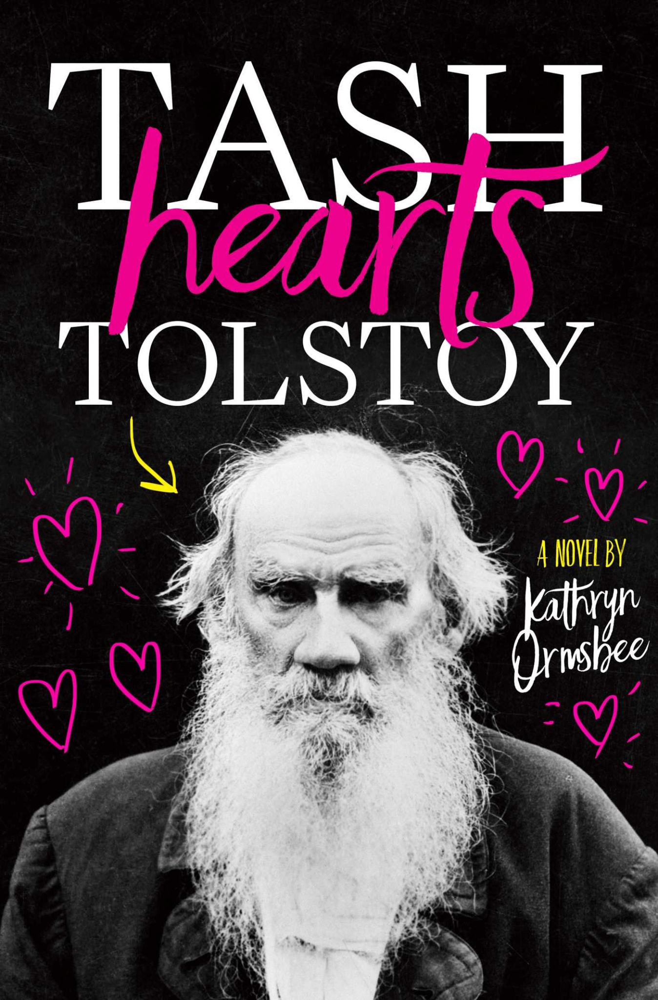 TASH
hearts
TOLSTOY
A NOVEL BY
Kathryn
Ormsbee